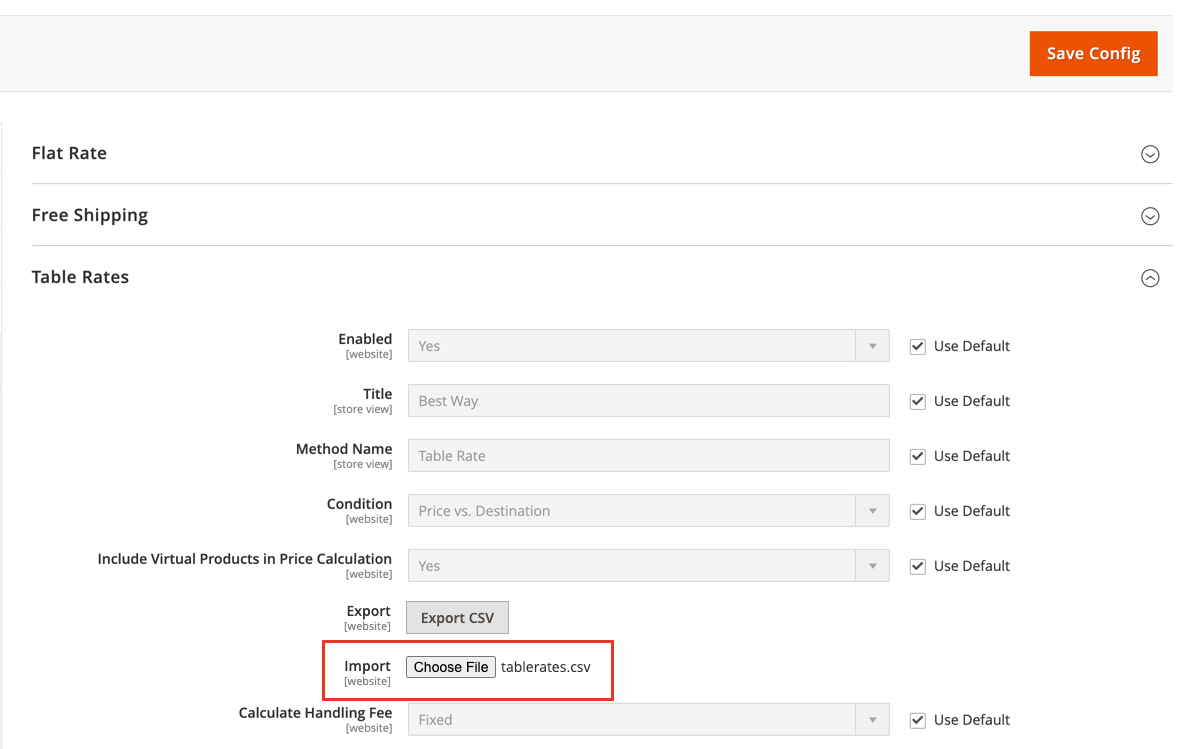 Save Config
Flat Rate
Free Shipping
Table Rates
Enabled Yes Use Default
[website]
Title Best Way Use Default
[store view]
Method Name Table Rate Use Default
[store view]
Condition Price vs. Destination Use Default
[website]
Include Virtual Products in Price Calculation Yes Use Default
[website]
Export Export CSV
[website]
Import Choose File tablerates.csv
[website]
Calculate Handling Fee Fixed Use Default
[website]